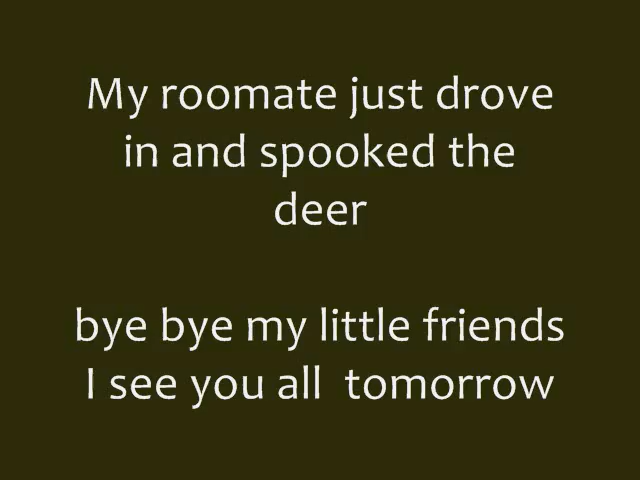 My roomate just drove
in and spooked the
deer
bye bye my little friends
I see you all  tomorrow